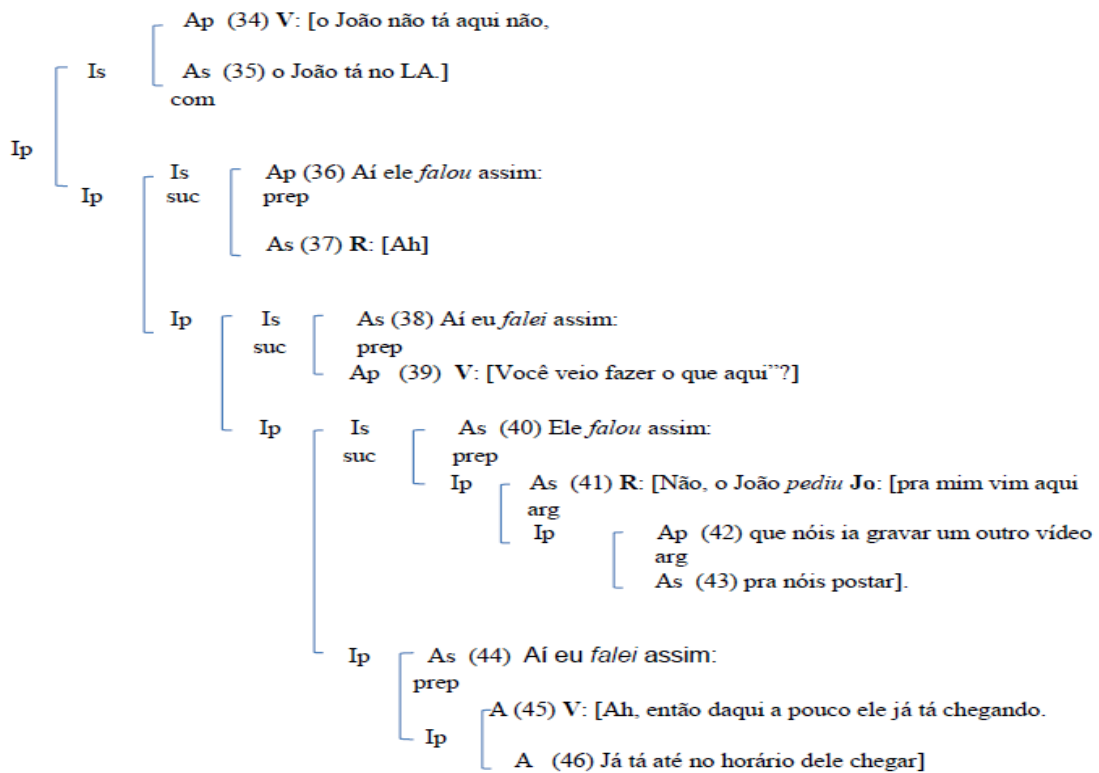 Ap (34) V: [o João não tá aqui não,
Is As (35) o João tá no LA.]
com
Ip
Is Ap (36) Aí ele falou assim:
Ip suc prep
As (37) R: [Ah]
Ip Is As (38) Aí eu falei assim:
suc prep
Ap (39) V: [Você veio fazer o que aqui”?]
Ip Is As (40) Ele falou assim:
suc prep
Ip As (41) R: [Não, o João pediu Jo: [pra mim vim aqui
arg
Ip Ap (42) que nóis ia gravar um outro vídeo
arg
As (43) pra nóis postar].
Ip As (44) Aí eu falei assim:
prep
A (45) V: [Ah, então daqui a pouco ele já tá chegando.
Ip
A (46) Já tá até no horário dele chegar]